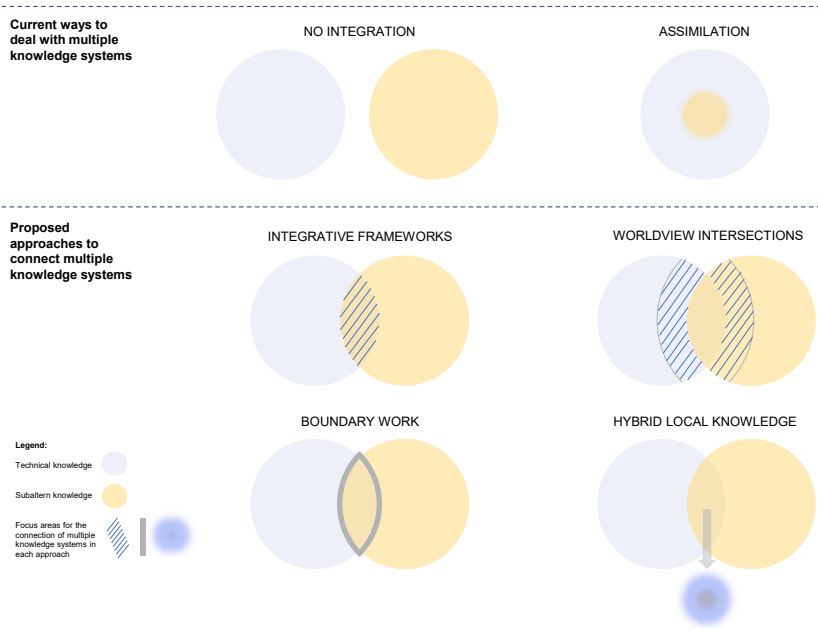 Current ways to
deal with multiple
knowledge systems
NO INTEGRATION
ASSIMILATION
Proposed
approaches to
connect multiple
knowledge systems
INTEGRATIVE FRAMEWORKS
WORLDVIEW INTERSECTIONS
BOUNDARY WORK
HYBRID LOCAL KNOWLEDGE
Legend:
Technical knowledge
Subaltern knowledge
Focus areas for the
connection of multiple
knowledge systems in
each approach